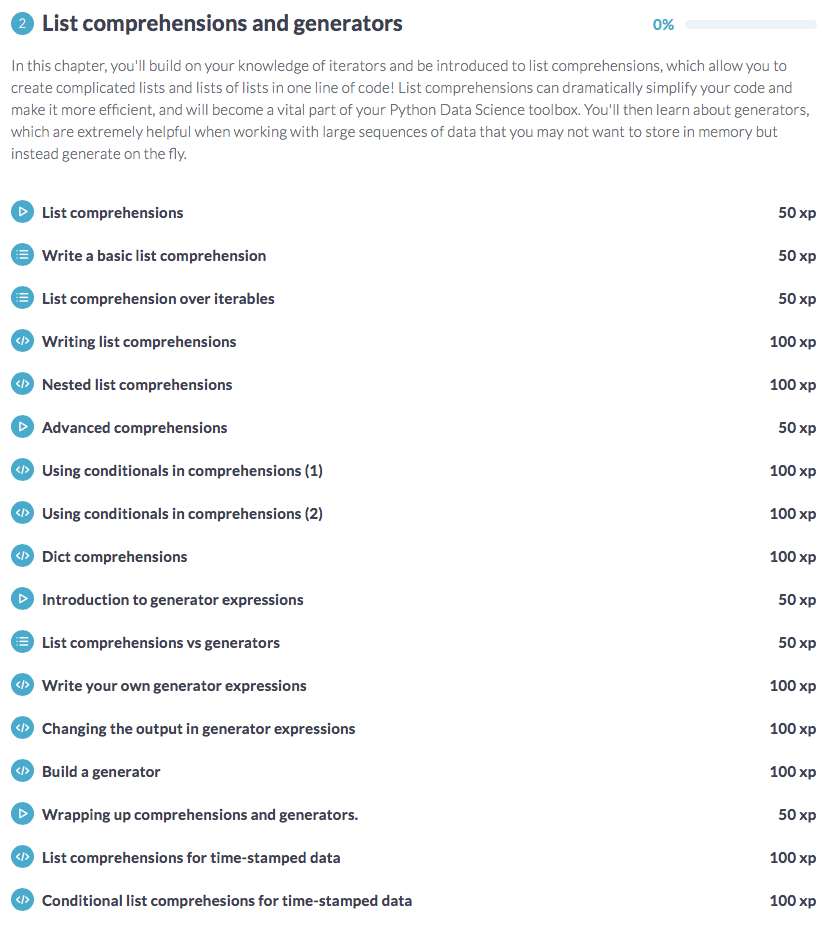 2 List comprehensions and generators 0%
In this chapter, you'll build on your knowledge of iterators and be introduced to list comprehensions, which allow you to
create complicated lists and lists of lists in one line of code! List comprehensions can dramatically simplify your code and
make it more efficient, and will become a vital part of your Python Data Science toolbox. You'll then learn about generators,
which are extremely helpful when working with large sequences of data that you may not want to store in memory but
instead generate on the fly.
List comprehensions 50 xp
Write a basic list comprehension 50 xp
List comprehension over iterables 50 xp
Writing list comprehensions 100 xp
Nested list comprehensions 100 xp
Advanced comprehensions 50 xp
Using conditionals in comprehensions (1) 100 xp
Using conditionals in comprehensions (2) 100 xp
Dict comprehensions 100 xp
Introduction to generator expressions 50 xp
List comprehensions vs generators 50 xp
Write your own generator expressions 100 xp
Changing the output in generator expressions 100 xp
Build a generator 100 xp
Wrapping up comprehensions and generators. 50 xp
List comprehensions for time-stamped data 100 xp
Conditional list comprehesions for time-stamped data 100 xp